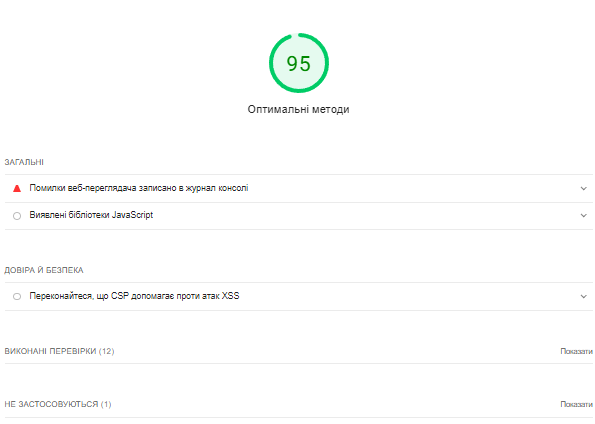 95
Оптимальні методи
ЗАГАЛЬНІ
Помилки веб-переглядача записано в журнал консолі
Виявлені бібліотеки JavaScript
ДОВІРА Й БЕЗПЕКА
Переконайтеся, що CSP допомагає проти атак XSS
ВИКОНАНІ ПЕРЕВІРКИ (12) Показати
НЕ ЗАСТОСОВУЮТЬСЯ (1) Показати